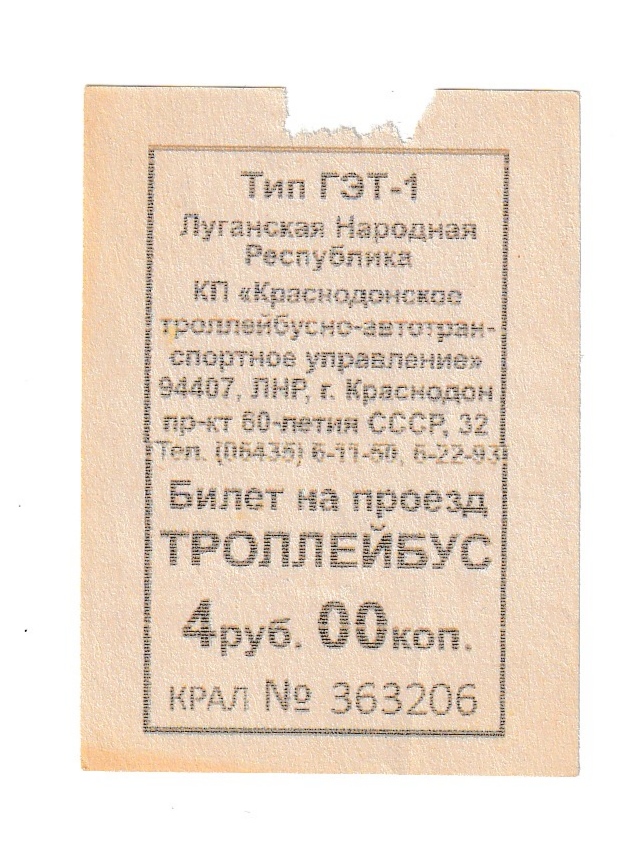 Тип ГЭТ-1
Луганская Народная
Республика
КП «Краснодонское
троллейбусно-автотран-
спортное управление»
94407, ЛНР, г. Краснодон
пр-кт 60-летия СССР, 32
Тел. (06435) 6-11-50, 6-22-93
Билет на проезд
ТРОЛЛЕЙБУС
4руб. 00коп.
КРАЛ № 363206